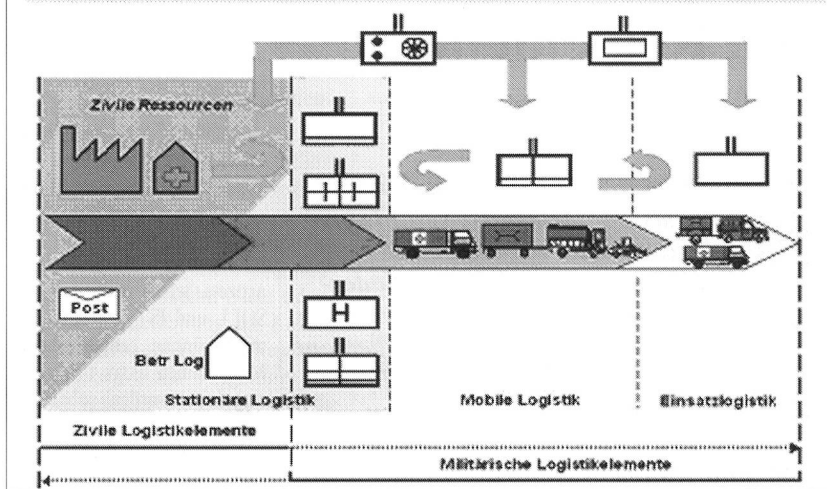 Zivile Ressourcen
Post
H
Betr Log
Stationäre Logistik
Mobile Logistik
Einsatzlogistik
Zivile Logistikelemente
Militärische Logistikelemente